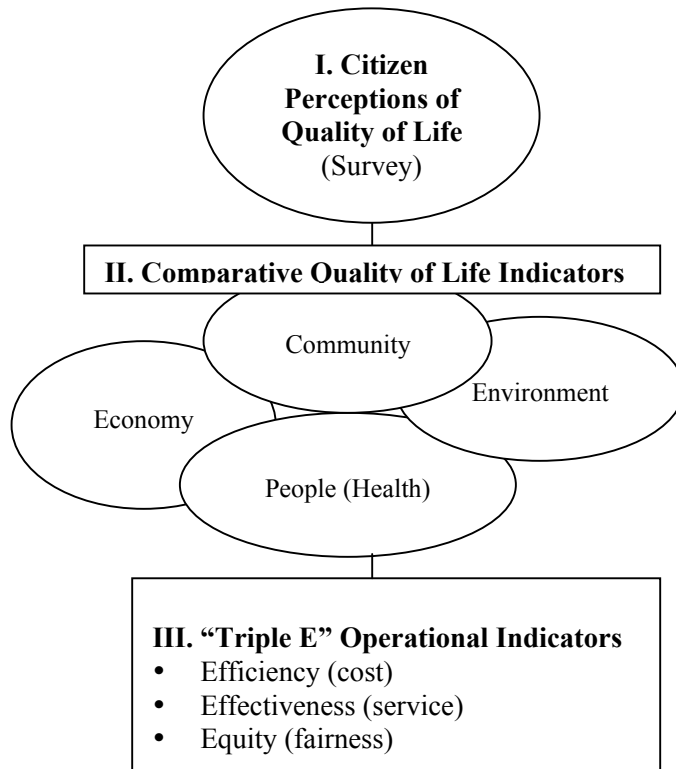 I. Citizen
Perceptions of
Quality of Life
(Survey)
II. Comparative Quality of Life Indicators
Community
Environment
Economy
People (Health)
III. “Triple E” Operational Indicators
• Efficiency (cost)
• Effectiveness (service)
• Equity (fairness)